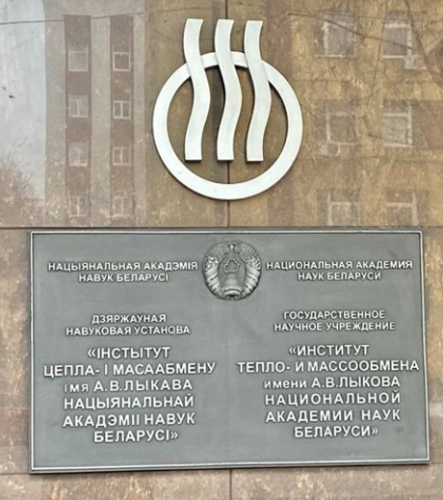 НАЦЫЯНАЛЬНАЯ АКАДЭМІЯ
НАВУК БЕЛАРУСІ
ДЗЯРЖАУНАЯ
НАВУКОВАЯ УСТАНОВА
«ІНСТЫТУТ
ЦЕПЛА- І МАСААБМЕНУ
ІМЯ А.В.ЛЫКАВА
НАЦЫЯНАЛЬНАЙ
АКАДЭМІІ НАВУК
БЕЛАРУСІ»
НАЦИОНАЛЬНАЯ АКАДЕМИЯ
НАУК БЕЛАРУСИ
ГОСУДАРСТВЕННОЕ
НАУЧНОЕ УЧРЕЖДЕНИЕ
«ИНСТИТУТ
ТЕПЛО- И МАССООБМЕНА
имени А.В.ЛЫКОВА
НАЦИОНАЛЬНОЙ
АКАДЕМИИ НАУК
БЕЛАРУСИ»